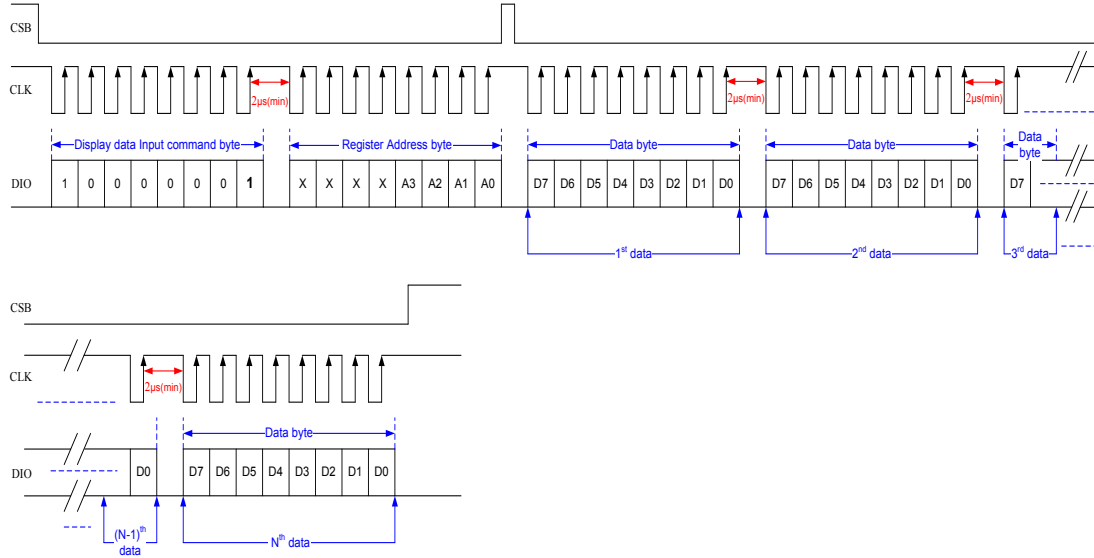 CSB
CLK
2µs(min)
2µs(min)
2µs(min)
Display data Input command byte
Register Address byte
Data byte
Data byte
Data
byte
DIO
1 0 0 0 0 0 0 1
X X X X A3 A2 A1 A0
D7 D6 D5 D4 D3 D2 D1 D0
D7 D6 D5 D4 D3 D2 D1 D0
D7
1st data
2nd data
3rd data
CSB
CLK
2µs(min)
Data byte
DIO
D0
D7 D6 D5 D4 D3 D2 D1 D0
(N-1)th
data
Nth data